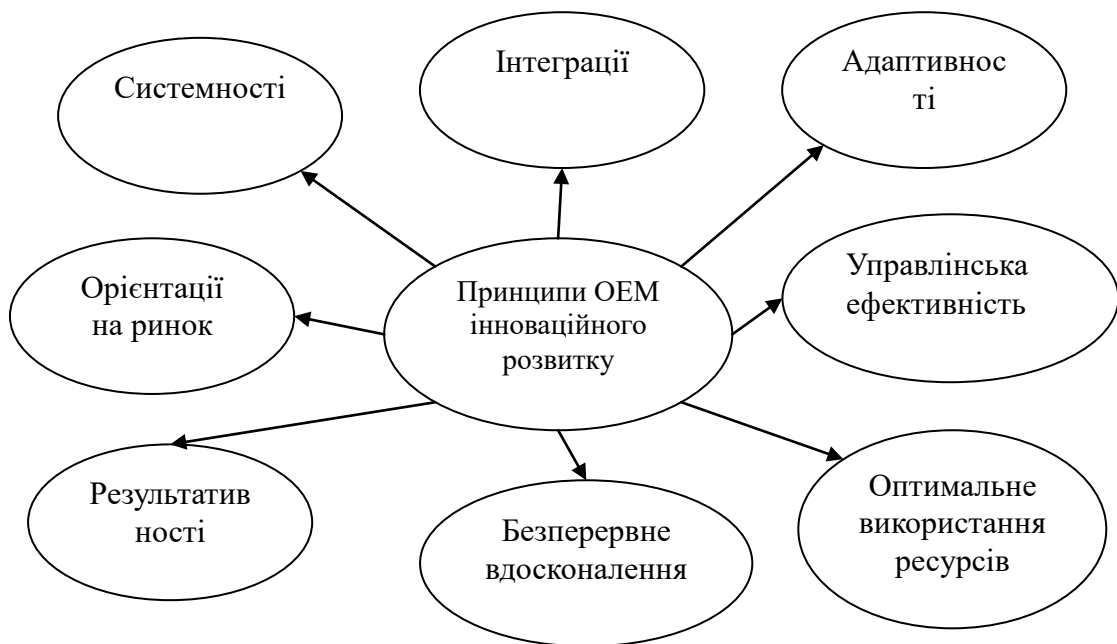 Системності
Інтеграції
Адаптивнос
ті
Орієнтації
на ринок
Принципи ОЕМ
інноваційного
розвитку
Управлінська
ефективність
Результатив
ності
Безперервне
вдосконалення
Оптимальне
використання
ресурсів